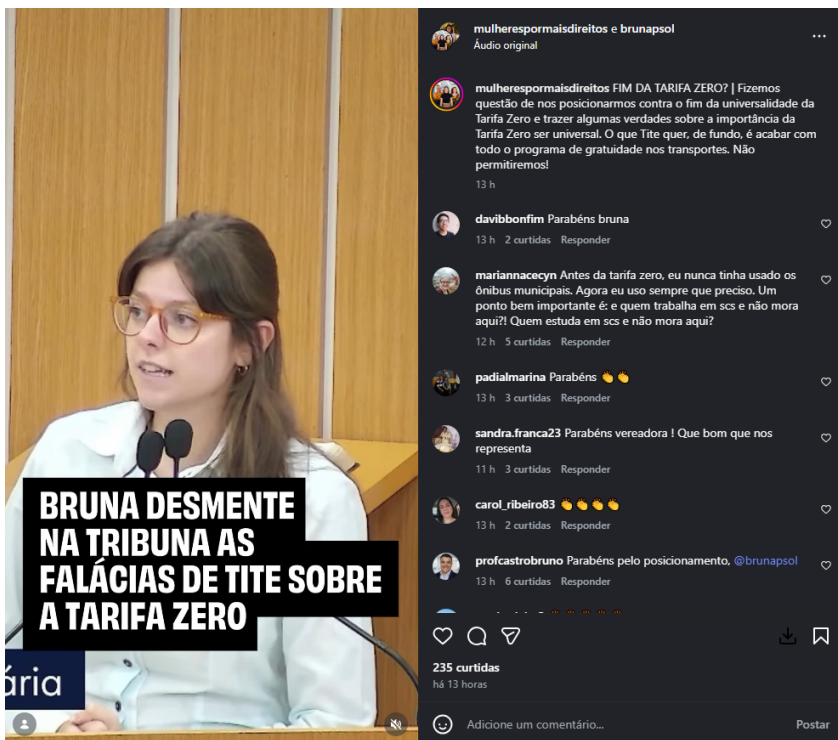 BRUNA DESMENTE
NA TRIBUNA AS
FALÁCIAS DE TITE SOBRE
A TARIFA ZERO
ária
mulherespormaisdireitos e brunapsol
Áudio original
mulherespormaisdireitos FIM DA TARIFA ZERO? | Fizemos
questão de nos posicionarmos contra o fim da universalidade da
Tarifa Zero e trazer algumas verdades sobre a importância da
Tarifa Zero ser universal. O que Tite quer, de fundo, é acabar com
todo o programa de gratuidade nos transportes. Não
permitiremos!
13 h
davibbonfim Parabéns bruna
13 h 2 curtidas Responder
mariannacecyn Antes da tarifa zero, eu nunca tinha usado os
ônibus municipais. Agora eu uso sempre que preciso. Um
ponto bem importante é: e quem trabalha em scs e não mora
aqui?! Quem estuda em scs e não mora aqui?
12 h 5 curtidas Responder
padialmarina Parabéns 👏👏
13 h 3 curtidas Responder
sandra.franca23 Parabéns vereadora ! Que bom que nos
representa
11 h 3 curtidas Responder
carol_ribeiro83 👏👏👏👏
13 h 2 curtidas Responder
profcastrobruno Parabéns pelo posicionamento, @brunapsol
13 h 6 curtidas Responder
235 curtidas
há 13 horas
Adicione um comentário...
Postar